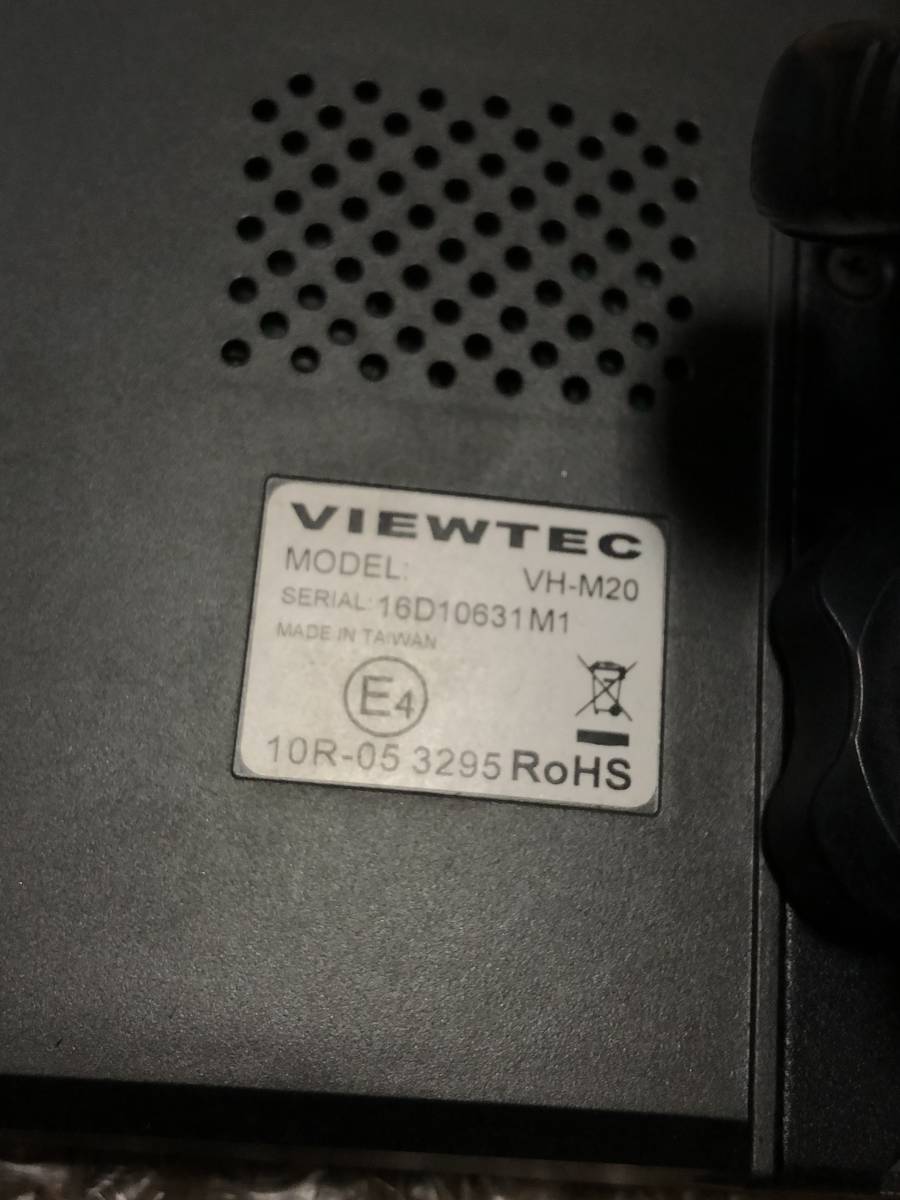 VIEWTEC
MODEL: VH-M20
SERIAL: 16D10631M1
MADE IN TAIWAN
E4
10R-05 3295 RoHS